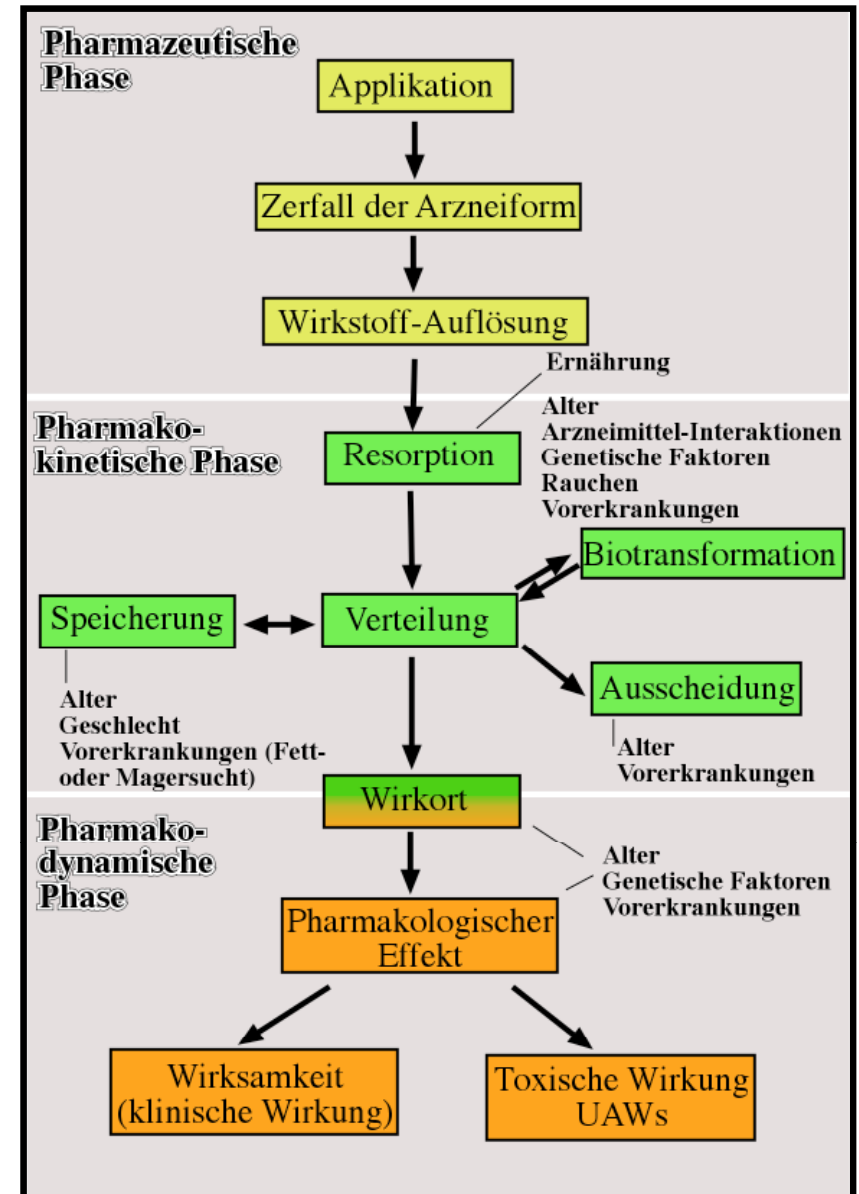 Pharmazeutische
Phase
Applikation
Zerfall der Arzneiform
Wirkstoff-Auflösung
Ernährung
Pharmako-
kinetische Phase
Resorption
Alter
Arzneimittel-Interaktionen
Genetische Faktoren
Rauchen
Vorerkrankungen
Biotransformation
Speicherung
Verteilung
Ausscheidung
Alter
Geschlecht
Vorerkrankungen (Fett-
oder Magersucht)
Alter
Vorerkrankungen
Wirkort
Pharmako-
dynamische
Phase
Alter
Genetische Faktoren
Vorerkrankungen
Pharmakologischer
Effekt
Wirksamkeit
(klinische Wirkung)
Toxische Wirkung
UAWs